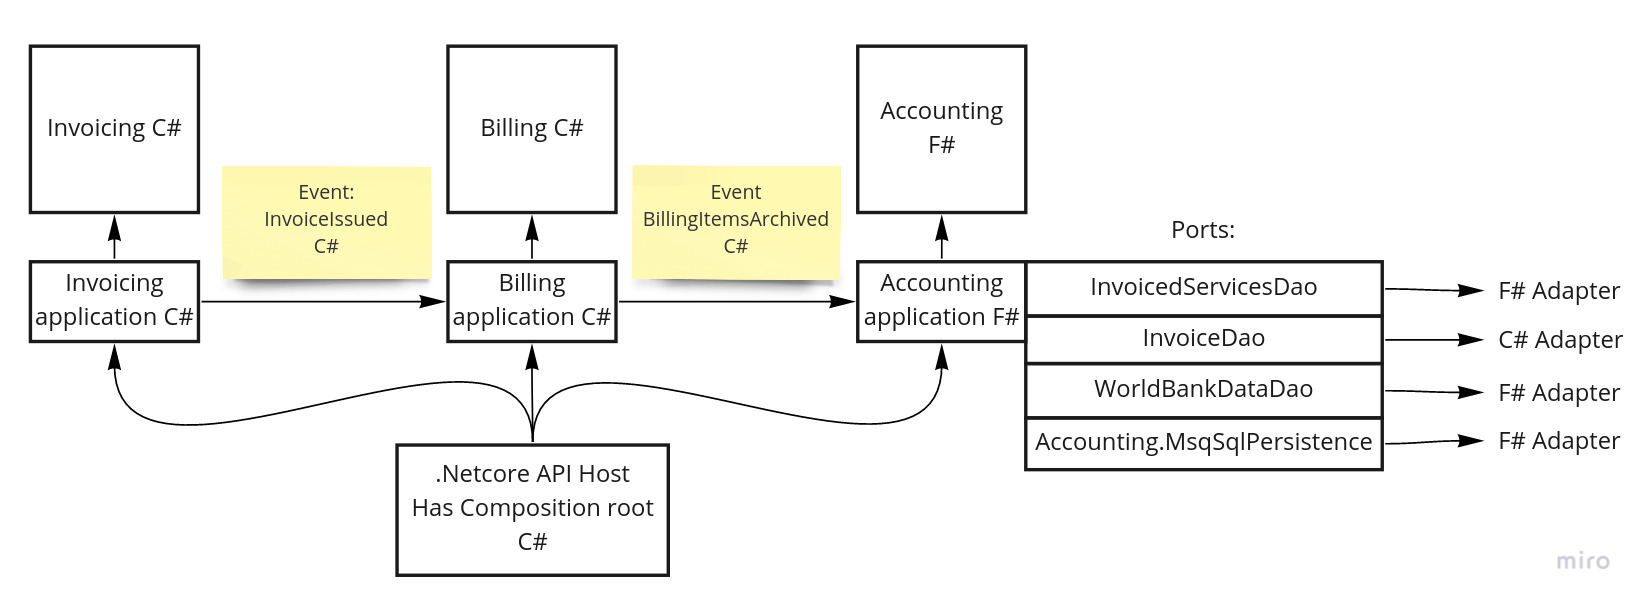 Invoicing C#
Billing C#
Accounting
F#
Event:
InvoiceIssued
C#
Event
BillingItemsArchived
C#
Ports:
Invoicing
application C#
Billing
application C#
Accounting
application F#
InvoicedServicesDao
F# Adapter
InvoiceDao
C# Adapter
WorldBankDataDao
F# Adapter
Accounting.MsqSqlPersistence
F# Adapter
.Netcore API Host
Has Composition root
C#
miro